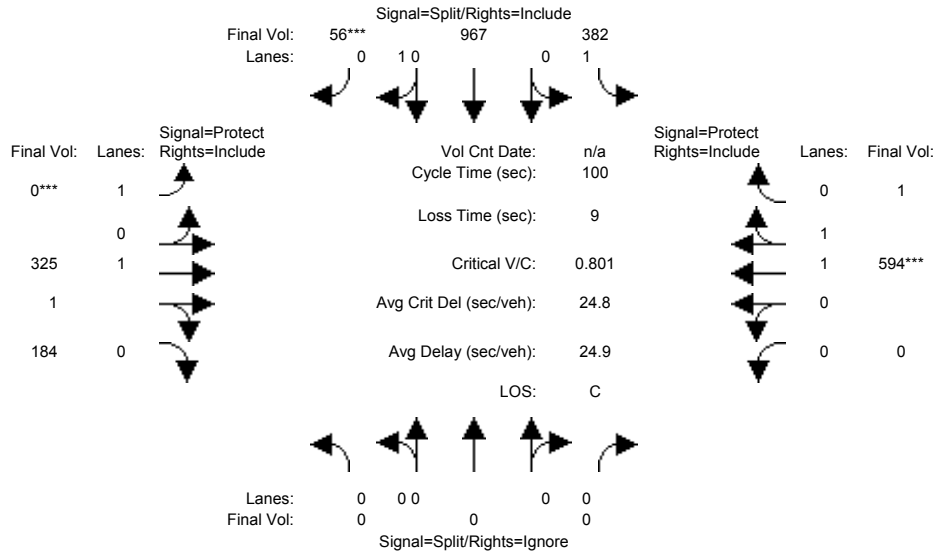 Signal=Split/Rights=Include
Final Vol: 56*** 967 382
Lanes: 0 1 0 0 1
Signal=Protect
Final Vol: Lanes: Rights=Include
Vol Cnt Date: n/a
Signal=Protect
Rights=Include Lanes: Final Vol:
Cycle Time (sec): 100
0*** 1
0 1
Loss Time (sec): 9
0
1
325 1
Critical V/C: 0.801
1 594***
1
Avg Crit Del (sec/veh): 24.8
0
184 0
Avg Delay (sec/veh): 24.9
0 0
LOS: C
Lanes: 0 0 0 0 0
Final Vol: 0 0 0
Signal=Split/Rights=Ignore